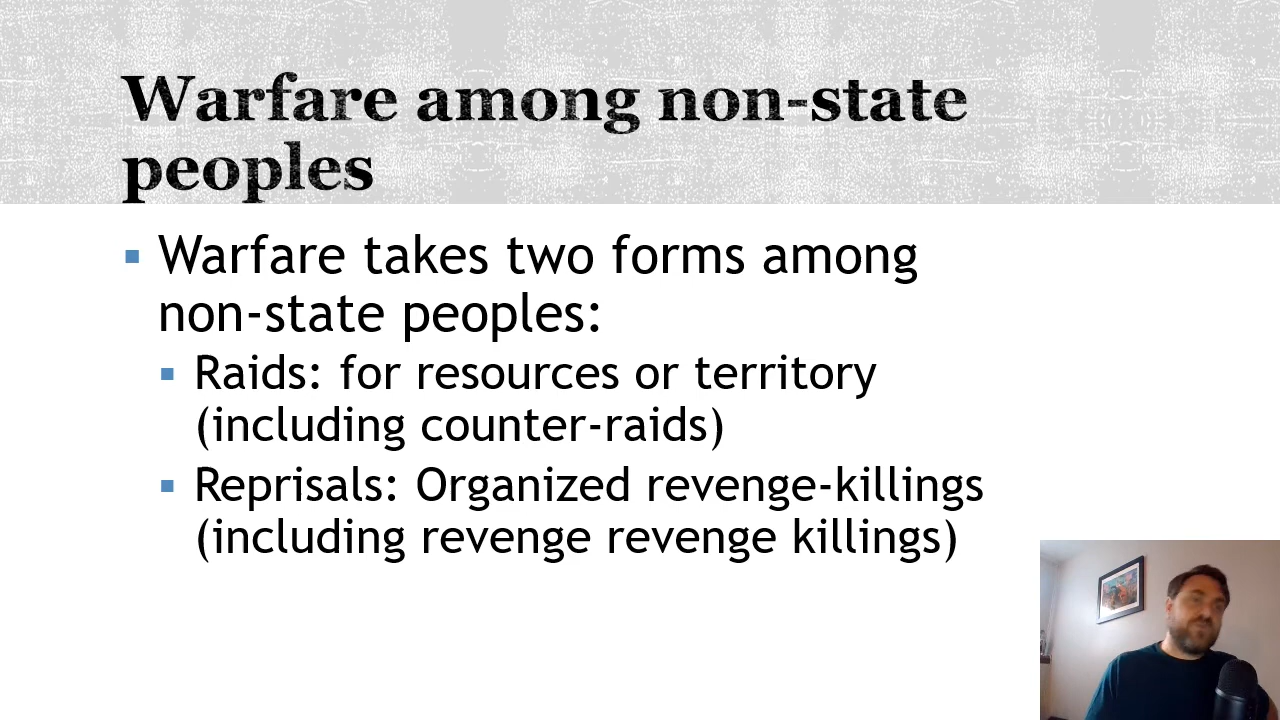 Warfare among non-state
peoples
Warfare takes two forms among
non-state peoples:
Raids: for resources or territory
(including counter-raids)
Reprisals: Organized revenge-killings
(including revenge revenge killings)